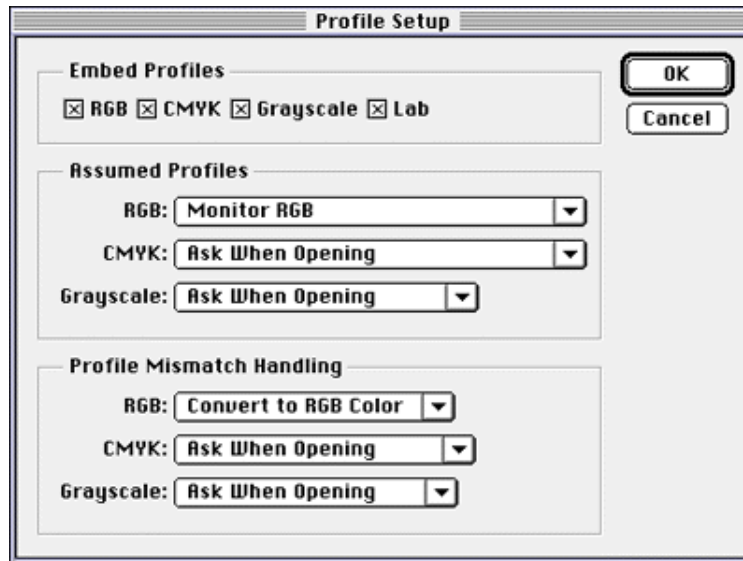 Profile Setup
Embed Profiles
RGB CMYK Grayscale Lab
OK
Cancel
Assumed Profiles
RGB: Monitor RGB
CMYK: Ask When Opening
Grayscale: Ask When Opening
Profile Mismatch Handling
RGB: Convert to RGB Color
CMYK: Ask When Opening
Grayscale: Ask When Opening